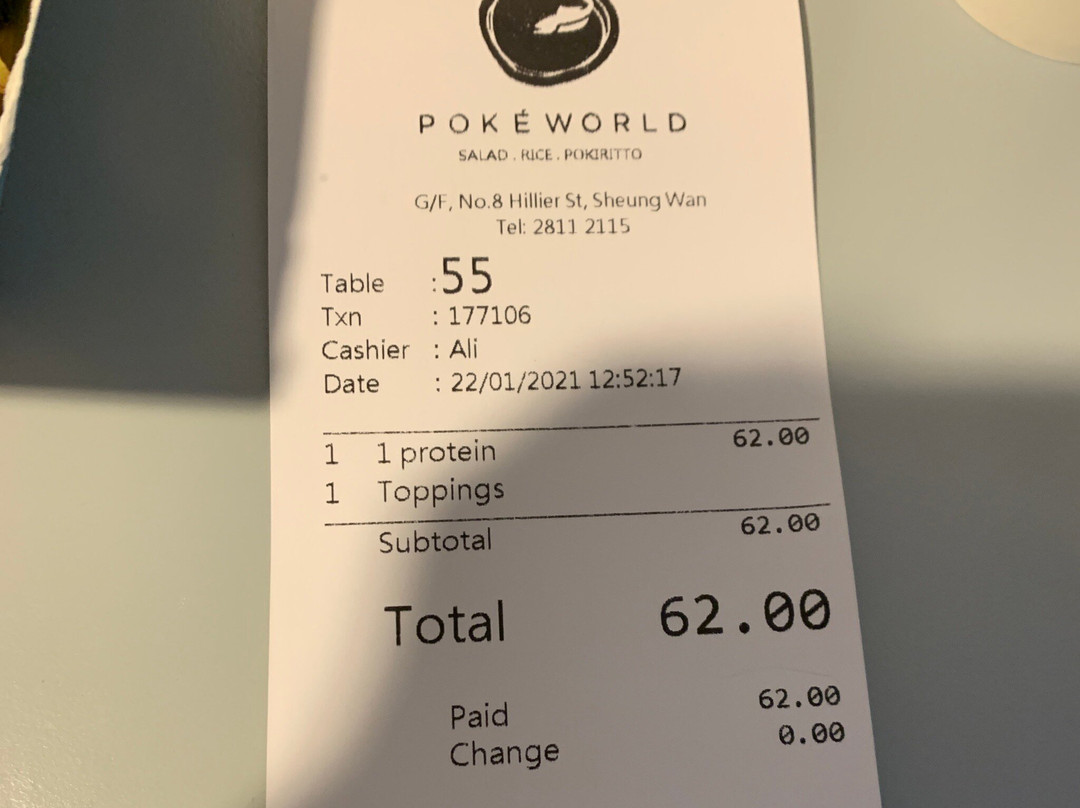 POKÉ WORLD
SALAD . RICE . POKIRITTO
G/F, No.8 Hillier St, Sheung Wan
Tel: 2811 2115
Table : 55
Txn : 177106
Cashier : Ali
Date : 22/01/2021 12:52:17
1 1 protein 62.00
1 Toppings
Subtotal 62.00
Total 62.00
Paid 62.00
Change 0.00